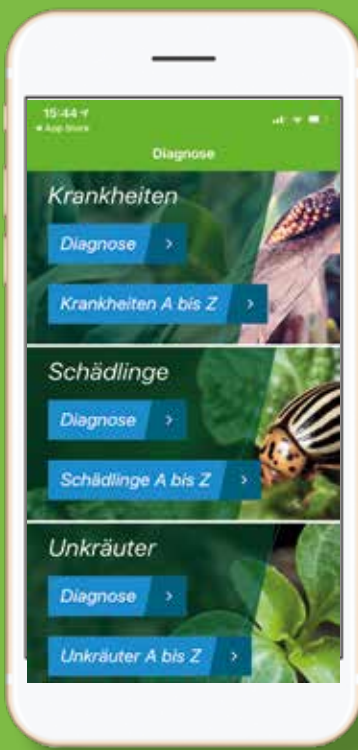 15:44
App Store
Diagnose
Krankheiten
Diagnose
Krankheiten A bis Z
Schädlinge
Diagnose
Schädlinge A bis Z
Unkräuter
Diagnose
Unkräuter A bis Z